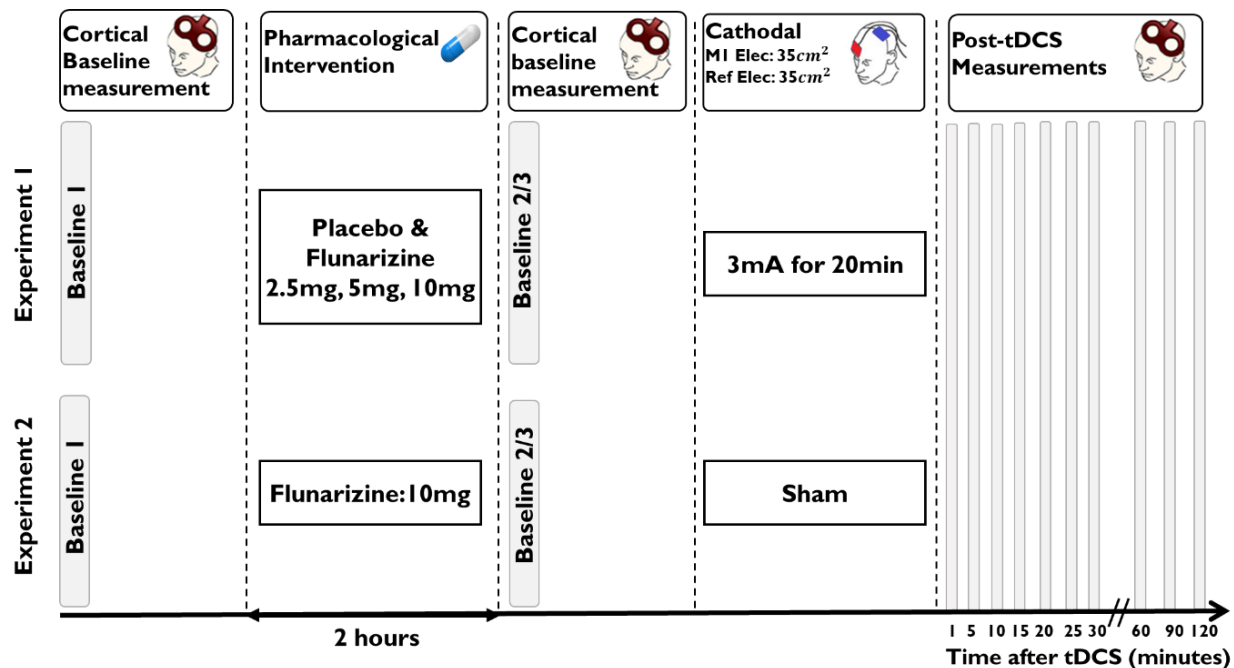 Cortical
Baseline
measurement
Pharmacological
Intervention
Cortical
baseline
measurement
Cathodal
M1 Elec: 35cm²
Ref Elec: 35cm²
Post-tDCS
Measurements
Experiment 1
Baseline 1
Placebo &
Flunarizine
2.5mg, 5mg, 10mg
Baseline 2/3
3mA for 20min
Experiment 2
Baseline 1
Flunarizine:10mg
Baseline 2/3
Sham
2 hours
1 5 10 15 20 25 30 60 90 120
Time after tDCS (minutes)